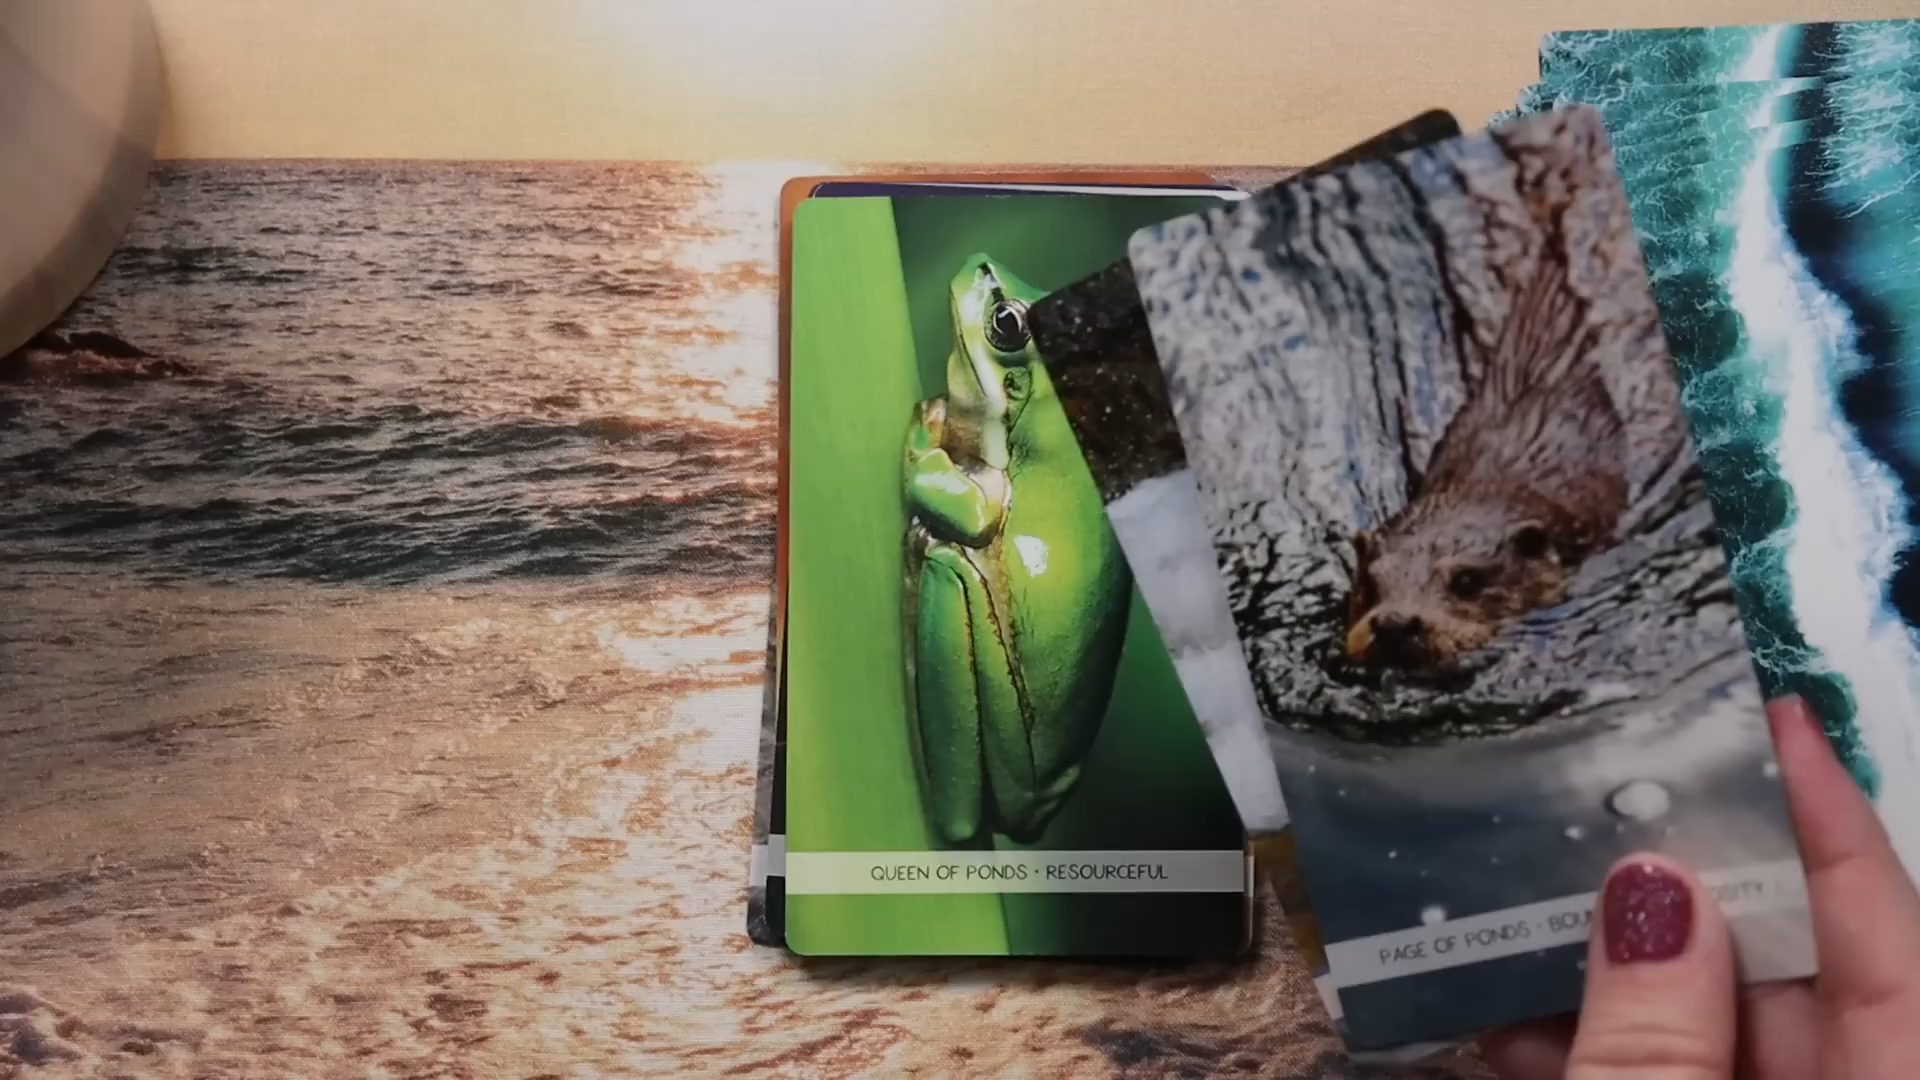 QUEEN OF PONDS • RESOURCEFUL
PAGE OF PONDS •